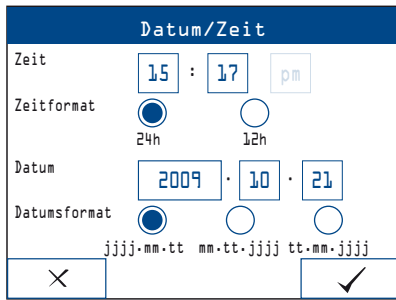 Datum/Zeit
Zeit 15 : 17 pm
Zeitformat
24h 12h
Datum 2009 · 10 · 21
Datumsformat
jjjj.mm.tt mm.tt.jjjj tt.mm.jjjj